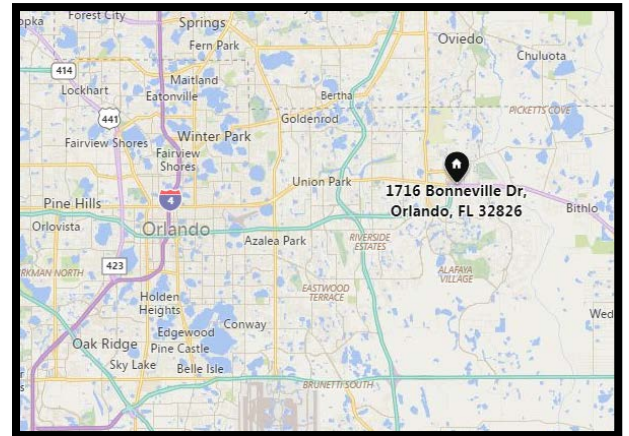 opka
Forest City
Springs
Fern Park
Oviedo
Chuluota
414
Lockhart
Maitland
Eatonville
Bertha
PICKETTS COVE
441
Goldenrod
Fairview Shores
Winter Park
Fairview
Shores
Union Park
1716 Bonneville Dr,
Orlando, FL 32826
4
Pine Hills
Bithlo
Orlovista
Orlando
Azalea Park
RIVERSIDE
ESTATES
423
RKMAN NORTH
ALAFAYA
VILLAGE
EASTWOOD
TERRACE
Holden
Heights
Wed
Edgewood
Conway
Oak Ridge
Pine Castle
Sky Lake
Belle Isle
BRUNETTI SOUTH
s